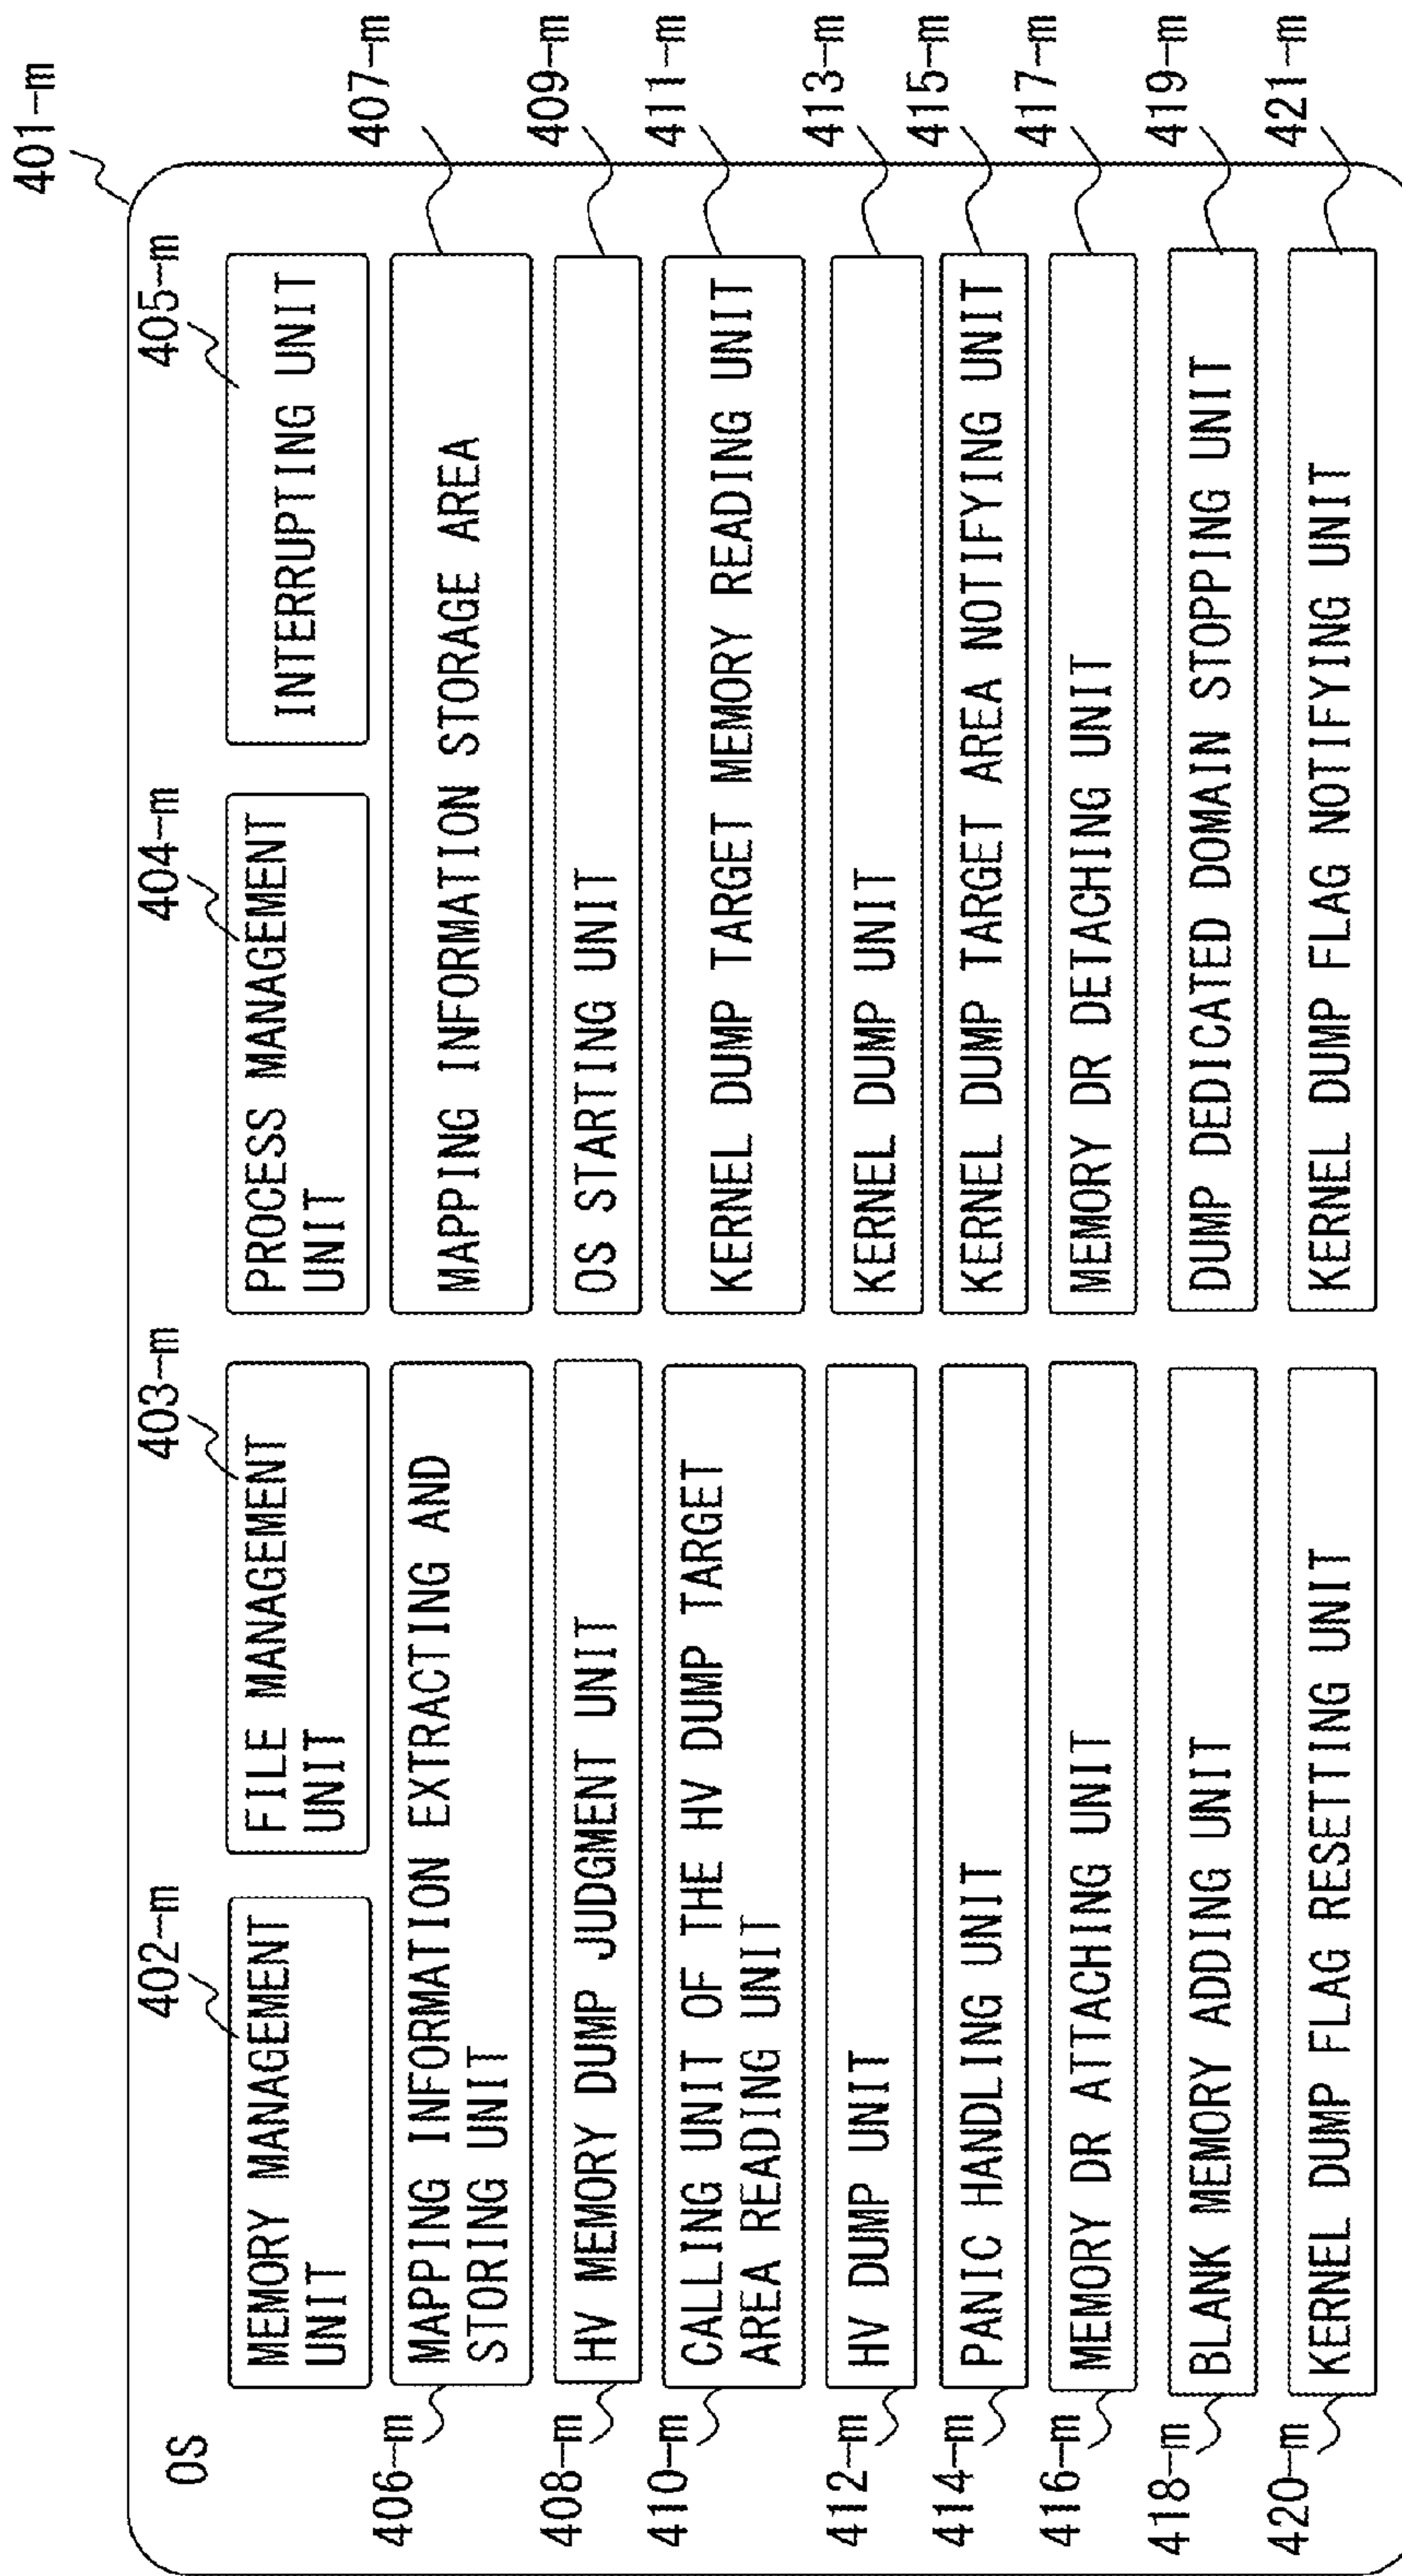 401-m
OS
402-m
MEMORY MANAGEMENT
UNIT
403-m
FILE MANAGEMENT
UNIT
404-m
PROCESS MANAGEMENT
UNIT
405-m
INTERRUPTING UNIT
406-m
MAPPING INFORMATION EXTRACTING AND
STORING UNIT
MAPPING INFORMATION STORAGE AREA
407-m
408-m
HV MEMORY DUMP JUDGMENT UNIT
OS STARTING UNIT
409-m
410-m
CALLING UNIT OF THE HV DUMP TARGET
AREA READING UNIT
KERNEL DUMP TARGET MEMORY READING UNIT
411-m
412-m
HV DUMP UNIT
KERNEL DUMP UNIT
413-m
414-m
PANIC HANDLING UNIT
KERNEL DUMP TARGET AREA NOTIFYING UNIT
415-m
416-m
MEMORY DR ATTACHING UNIT
MEMORY DR DETACHING UNIT
417-m
418-m
BLANK MEMORY ADDING UNIT
DUMP DEDICATED DOMAIN STOPPING UNIT
419-m
420-m
KERNEL DUMP FLAG RESETTING UNIT
KERNEL DUMP FLAG NOTIFYING UNIT
421-m